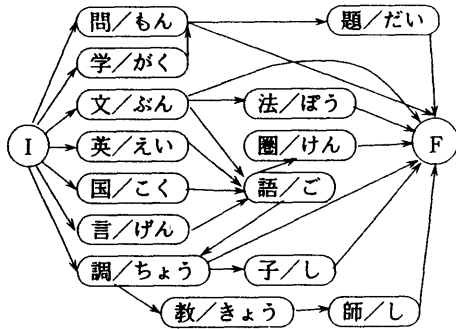 問／もん 題／だい
学／がく
文／ぶん 法／ぽう
I 英／えい 圏／けん F
国／こく 語／ご
言／げん
調／ちょう 子／し
教／きょう 師／し